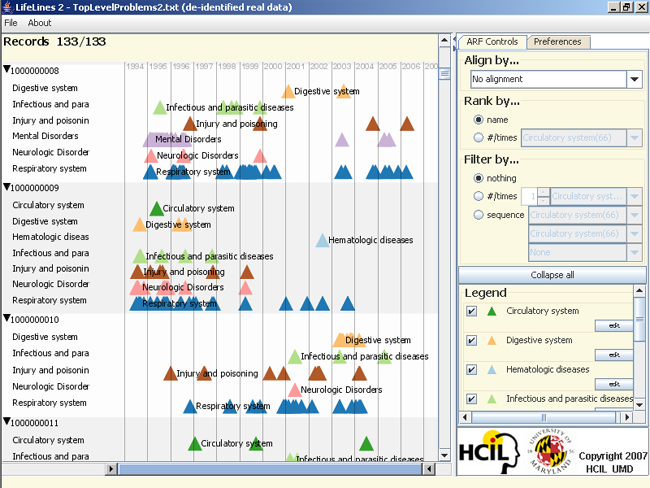 LifeLines 2 - TopLevelProblems2.txt (de-identified real data)
File About
Records 133/133
1994 1995 1996 1997 1998 1999 2000 2001 2002 2003 2004 2005 2006 200
1000000008
Digestive system Digestive system
Infectious and para Infectious and parasitic diseases
Injury and poisonin Injury and poisoning
Mental Disorders Mental Disorders
Neurologic Disorder Neurologic Disorders
Respiratory system Respiratory system
1000000009
Circulatory system Circulatory system
Digestive system Digestive system
Hematologic diseas Hematologic diseases
Infectious and para Infectious and parasitic diseases
Injury and poisonin Injury and poisoning
Neurologic Disorder Neurologic Disorders
Respiratory system Respiratory system
1000000010
Digestive system Digestive system
Infectious and para Infectious and parasitic diseases
Injury and poisonin Injury and poisoning
Neurologic Disorder Neurologic Disorders
Respiratory system Respiratory system
1000000011
Circulatory system Circulatory system
Infectious and para Infectious and parasitic diseases
ARF Controls Preferences
Align by...
No alignment
Rank by...
name
#/times Circulatory system(66)
Filter by...
nothing
#/times 1 Circulatory syst...
sequence Circulatory system(66)
Circulatory system(66)
None
Collapse all
Legend
Circulatory system
edit
Digestive system
edit
Hematologic diseases
edit
Infectious and parasitic diseases
HCIL
UNIVERSITY OF
MARYLAND
Copyright 2007
HCIL UMD